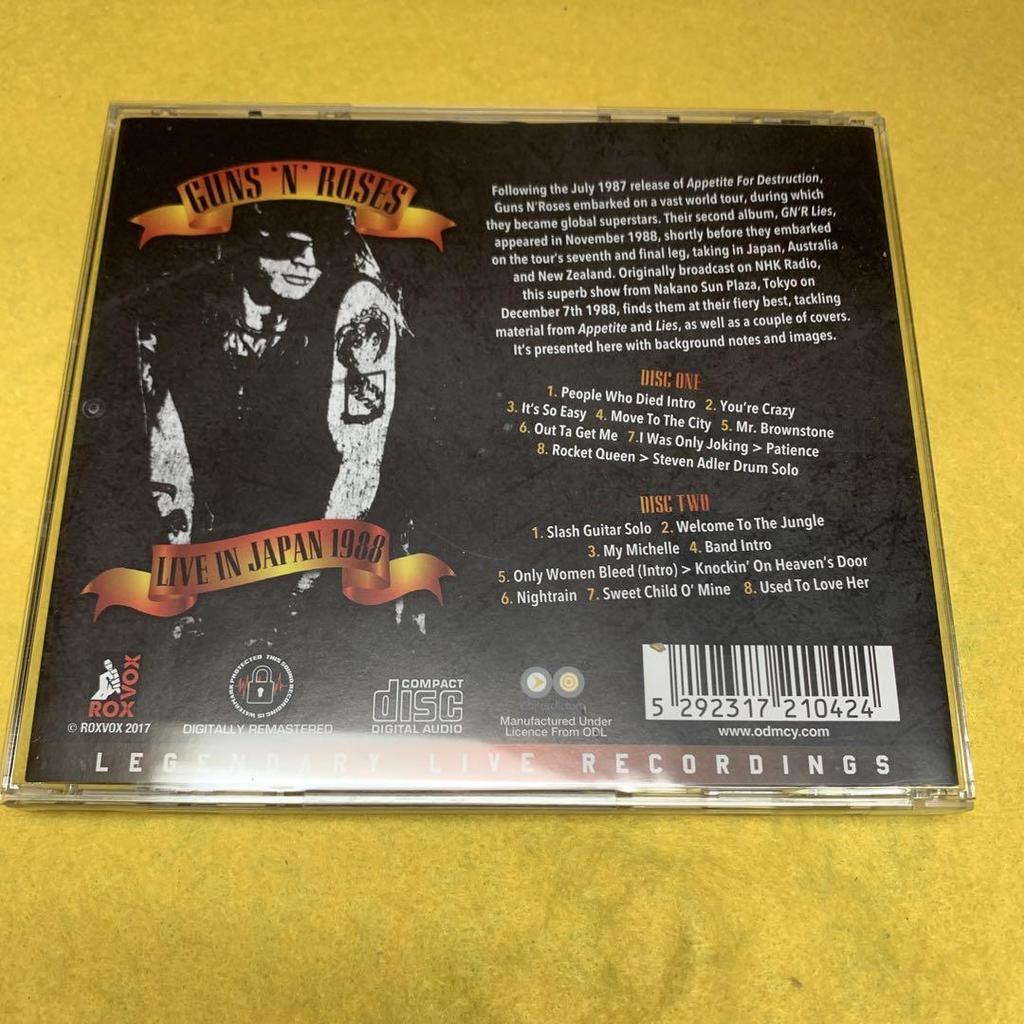 GUNS 'N' ROSES
Following the July 1987 release of Appetite For Destruction,
Guns N'Roses embarked on a vast world tour, during which
they became global superstars. Their second album, GN'R Lies,
appeared in November 1988, shortly before they embarked
on the tour's seventh and final leg, taking in Japan, Australia
and New Zealand. Originally broadcast on NHK Radio,
this superb show from Nakano Sun Plaza, Tokyo on
December 7th 1988, finds them at their fiery best, tackling
material from Appetite and Lies, as well as a couple of covers.
It's presented here with background notes and images.
DISC ONE
1. People Who Died Intro 2. You're Crazy
3. It's So Easy 4. Move To The City 5. Mr. Brownstone
6. Out Ta Get Me 7.I Was Only Joking > Patience
8. Rocket Queen > Steven Adler Drum Solo
DISC TWO
1. Slash Guitar Solo 2. Welcome To The Jungle
3. My Michelle 4. Band Intro
5. Only Women Bleed (Intro) > Knockin' On Heaven's Door
6. Nightrain 7. Sweet Child O' Mine 8. Used To Love Her
LIVE IN JAPAN 1988
ROXVOX
© ROXVOX 2017
WATERMARK PROTECTED THIS SOUND RECORDING IS
DIGITALLY REMASTERED
COMPACT
disc
DIGITAL AUDIO
Manufactured Under
Licence From ODL
5 292317 210424
www.odmcy.com
LEGENDARY LIVE RECORDINGS